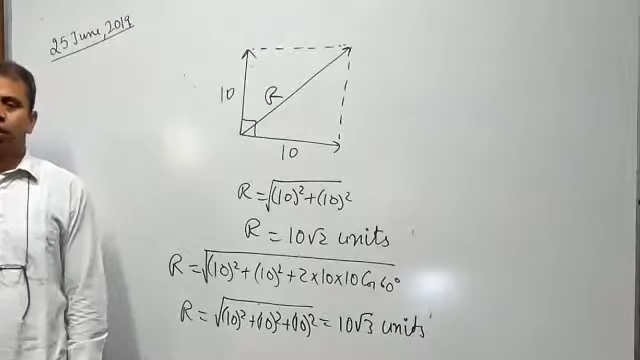 25 June, 2019
10
R
10
R = √(10)² + (10)²
R = 10√2 units
R = √(10)² + (10)² + 2×10×10 Cos 60°
R = √(10)² + (10)² + (10)² = 10√3 units